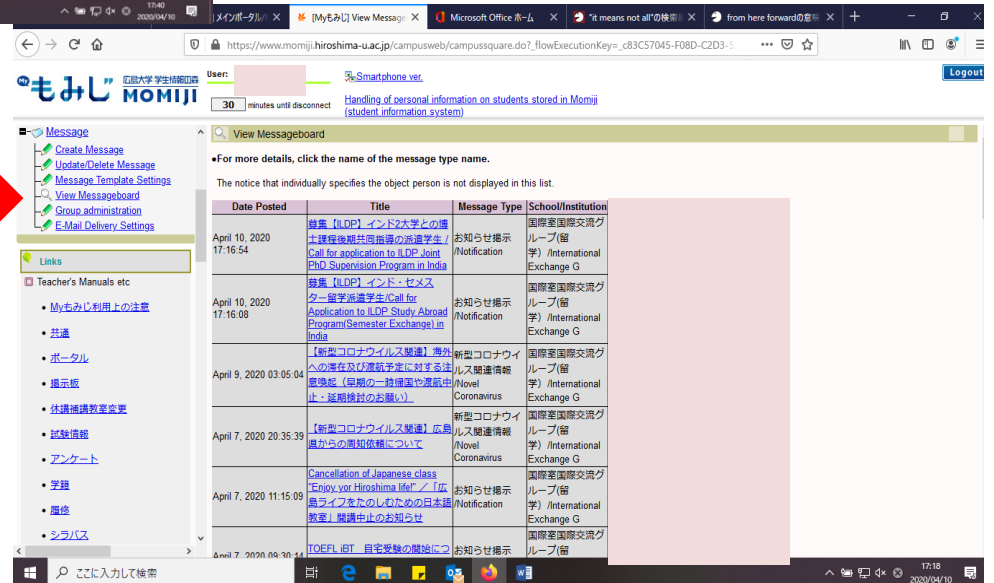 17:40
2020/04/10
メインポータル/
[Myもみじ] View Message
Microsoft Office ホーム
"it means not all"の検索
from here forwardの意味
https://www.momiji.hiroshima-u.ac.jp/campusweb/campussquare.do?_flowExecutionKey=_c83C57045-F08D-C2D3-5
My もみじ 広島大学 学生情報の森 MOMIJI
User:
Smartphone ver.
Logout
30 minutes until disconnect
Handling of personal information on students stored in Momiji
(student information system)
Message
Create Message
Update/Delete Message
Message Template Settings
View Messageboard
Group administration
E-Mail Delivery Settings
Links
Teacher's Manuals etc
Myもみじ利用上の注意
共通
ポータル
掲示板
休講補講教室変更
試験情報
アンケート
学籍
履修
シラバス
View Messageboard
●For more details, click the name of the message type name.
The notice that individually specifies the object person is not displayed in this list.
Date Posted Title Message Type School/Institution
April 10, 2020
17:16:54
募集【ILDP】インド2大学との博
士課程後期共同指導の派遣学生 /
Call for application to ILDP Joint
PhD Supervision Program in India
お知らせ掲示
/Notification
国際室国際交流グ
ループ(留
学）/International
Exchange G
April 10, 2020
17:16:08
募集【ILDP】インド・セメス
ター留学派遣学生/Call for
Application to ILDP Study Abroad
Program(Semester Exchange) in
India
お知らせ掲示
/Notification
国際室国際交流グ
ループ(留
学）/International
Exchange G
April 9, 2020 03:05:04
【新型コロナウイルス関連】海外
への滞在及び渡航予定に対する注
意喚起（早期の一時帰国や渡航中
止・延期検討のお願い）
新型コロナウイ
ルス関連情報
/Novel
Coronavirus
国際室国際交流グ
ループ(留
学）/International
Exchange G
April 7, 2020 20:35:39
【新型コロナウイルス関連】広島
県からの周知依頼について
新型コロナウイ
ルス関連情報
/Novel
Coronavirus
国際室国際交流グ
ループ(留
学）/International
Exchange G
April 7, 2020 11:15:09
Cancellation of Japanese class
"Enjoy yor Hiroshima life!" ／「広
島ライフをたのしむための日本語
教室」開講中止のお知らせ
お知らせ掲示
/Notification
国際室国際交流グ
ループ(留
学）/International
Exchange G
April 7, 2020 09:30:14
TOEFL iBT 自宅受験の開始につ
お知らせ掲示
国際室国際交流グ
ループ(留
ここに入力して検索
17:18
2020/04/10